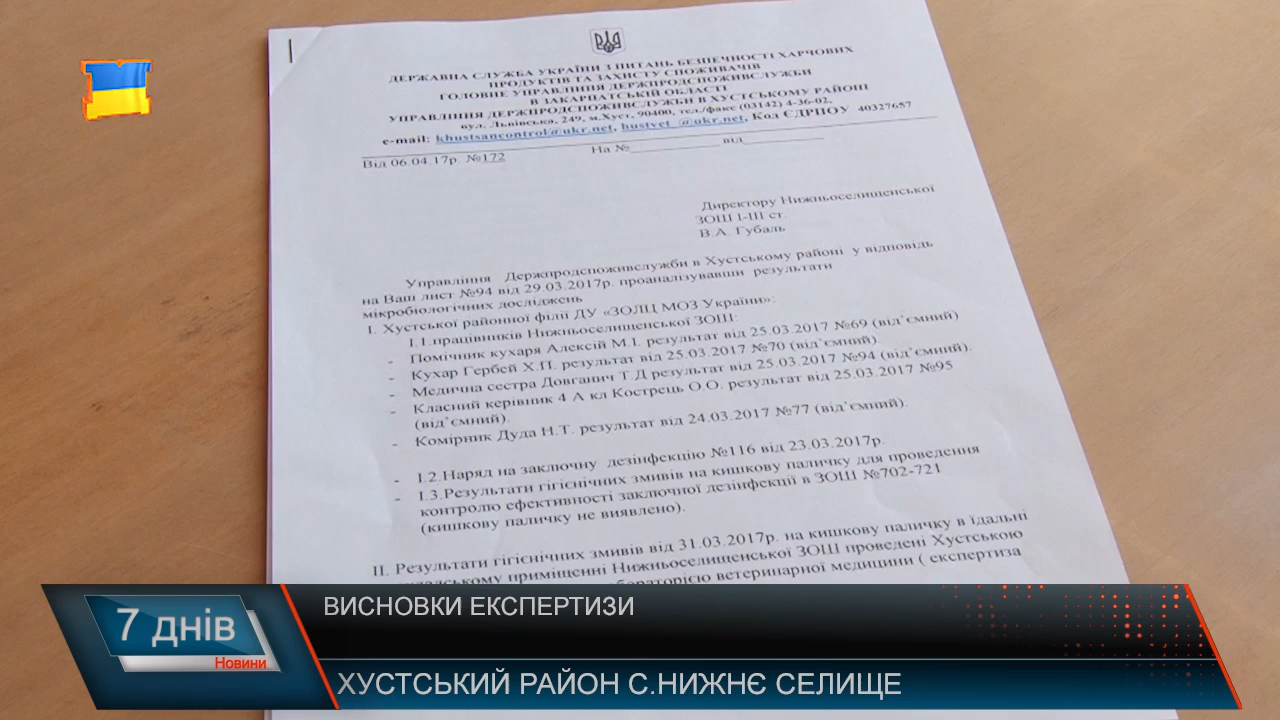 ДЕРЖАВНА СЛУЖБА УКРАЇНИ З ПИТАНЬ БЕЗПЕЧНОСТІ ХАРЧОВИХ
ПРОДУКТІВ ТА ЗАХИСТУ СПОЖИВАЧІВ
ГОЛОВНЕ УПРАВЛІННЯ ДЕРЖПРОДСПОЖИВСЛУЖБИ
В ЗАКАРПАТСЬКІЙ ОБЛАСТІ
УПРАВЛІННЯ ДЕРЖПРОДСПОЖИВСЛУЖБИ В ХУСТСЬКОМУ РАЙОНІ
вул. Львівська, 249, м.Хуст, 90400, тел./факс (03142) 4-36-02,
e-mail: khustsancontrol@ukr.net, hustvet_@ukr.net, Код ЄДРПОУ 40327657
Від 06.04.17р. №172 На №__________ від__________
Директору Нижньоселищенської
ЗОШ І-ІІІ ст.
В.А. Губаль
Управління Держпродспоживслужби в Хустському районі у відповідь
на Ваш лист №94 від 29.03.2017р. проаналізувавши результати
мікробіологічних досліджень
І. Хустської районної філії ДУ «ЗОЛЦ МОЗ України»:
І.1.працівників Нижньоселищенської ЗОШ:
- Помічник кухаря Алексій М.І. результат від 25.03.2017 №69 (від`ємний)
- Кухар Гербей Х.П. результат від 25.03.2017 №70 (від`ємний).
- Медична сестра Довганич Т.Д результат від 25.03.2017 №94 (від`ємний).
- Класний керівник 4 А кл Кострець О.О. результат від 25.03.2017 №95
(від`ємний).
- Комірник Дуда Н.Т. результат від 24.03.2017 №77 (від`ємний).
- І.2.Наряд на заключну дезінфекцію №116 від 23.03.2017р.
- І.3.Результати гігієнічних змивів на кишкову паличку для проведення
контролю ефективності заключної дезінфекції в ЗОШ №702-721
(кишкову паличку не виявлено).
ІІ. Результати гігієнічних змивів від 31.03.2017р. на кишкову паличку в їдальні
приміщенні Нижньоселищенської ЗОШ проведені Хустською
ветеринарної медицини ( експертиза
7 днів
Новини
ВИСНОВКИ ЕКСПЕРТИЗИ
ХУСТСЬКИЙ РАЙОН С.НИЖНЄ СЕЛИЩЕ